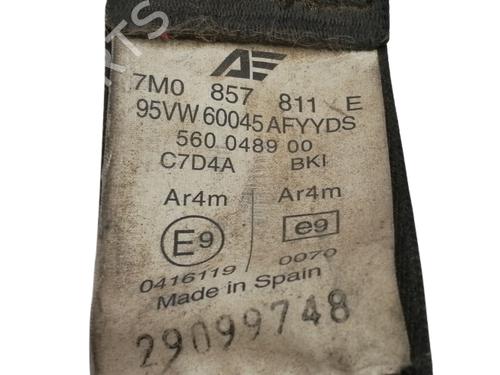 AE
7M0 857 811 E
95VW 60045 AFYYDS
560 0489 00
C7D4A BKI
Ar4m Ar4m
E9 e9
0416119 0070
Made in Spain
29099748